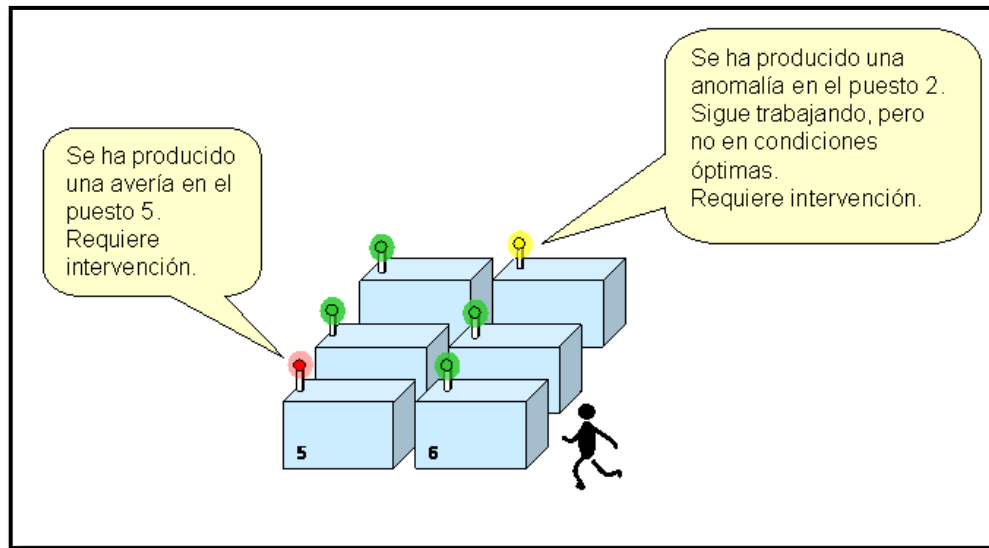 Se ha producido una
anomalía en el puesto 2.
Sigue trabajando, pero
no en condiciones
óptimas.
Requiere intervención.
Se ha producido
una avería en el
puesto 5.
Requiere
intervención.
5
6